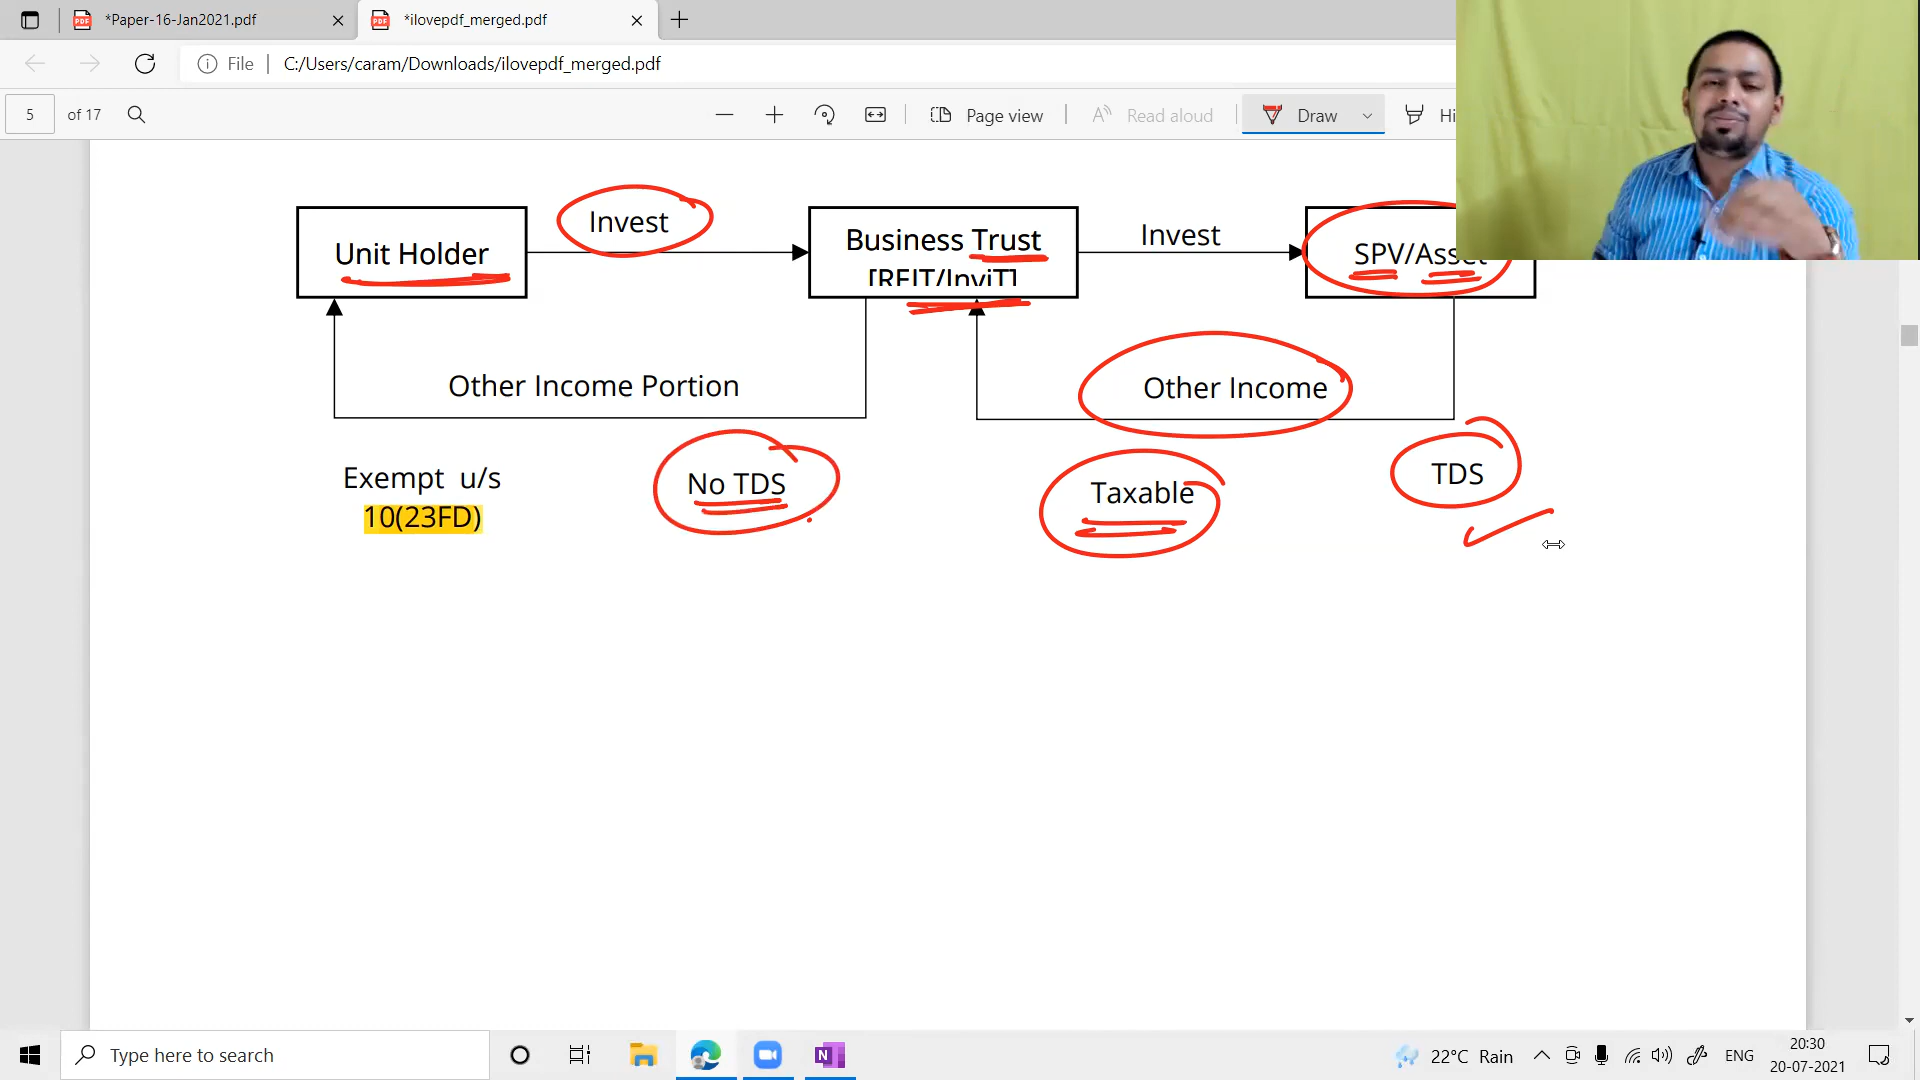 *Paper-16-Jan2021.pdf
*ilovepdf_merged.pdf
File
C:/Users/caram/Downloads/ilovepdf_merged.pdf
5
of 17
Page view
Read aloud
Draw
Hi
Unit Holder
Invest
Business Trust
[REIT/InviT]
Invest
SPV/Asset
Other Income Portion
Other Income
Exempt u/s
10(23FD)
No TDS
Taxable
TDS
Type here to search
22°C Rain
ENG
20:30
20-07-2021